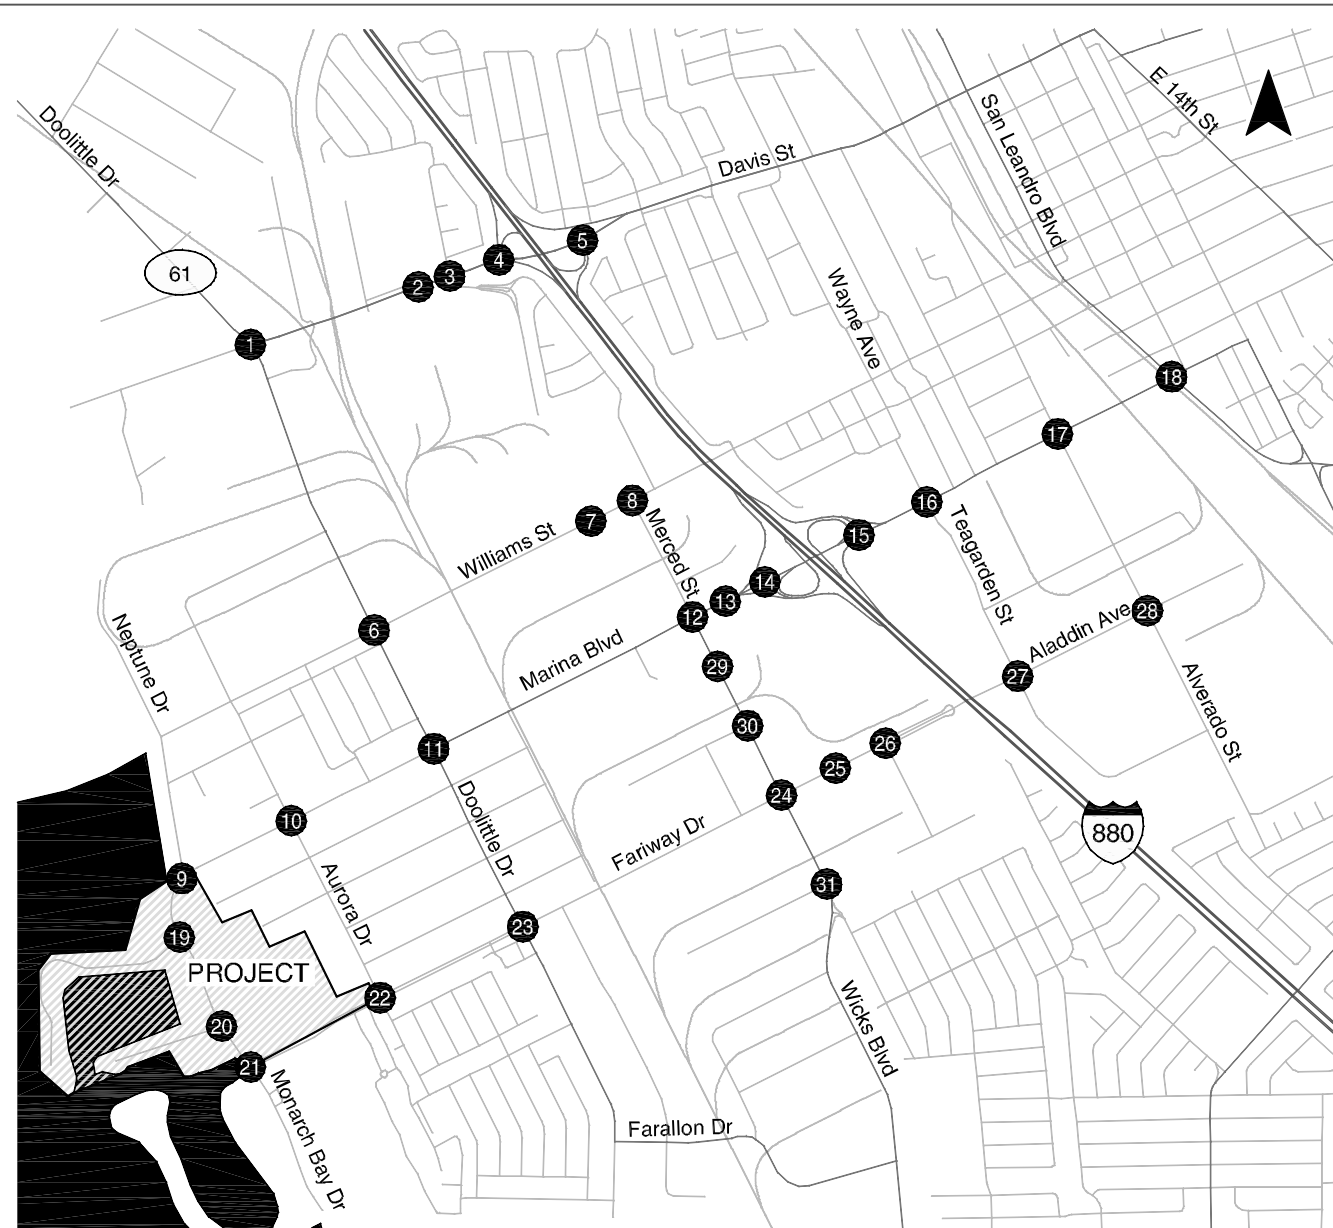 E 14th St
San Leandro Blvd
Doolittle Dr
Davis St
61
5
4
3
2
Wayne Ave
1
18
17
8
16
7
Merced St
Teagarden St
15
Williams St
14
13
28
12
6
Aladdin Ave
Neptune Dr
Marina Blvd
29
27
Alverado St
30
26
11
25
24
Doolittle Dr
10
880
Fariway Dr
9
31
Aurora Dr
23
19
PROJECT
22
Wicks Blvd
20
21
Monarch Bay Dr
Farallon Dr